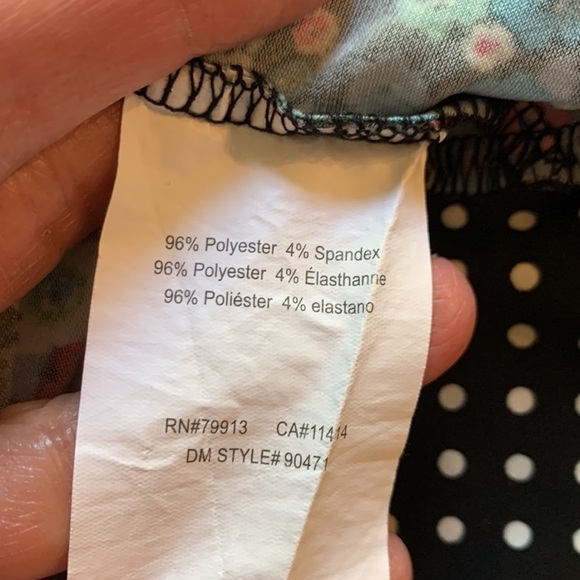 96% Polyester 4% Spandex
96% Polyester 4% Élasthanne
96% Poliéster 4% elastano
RN#79913 CA#11414
DM STYLE# 90471